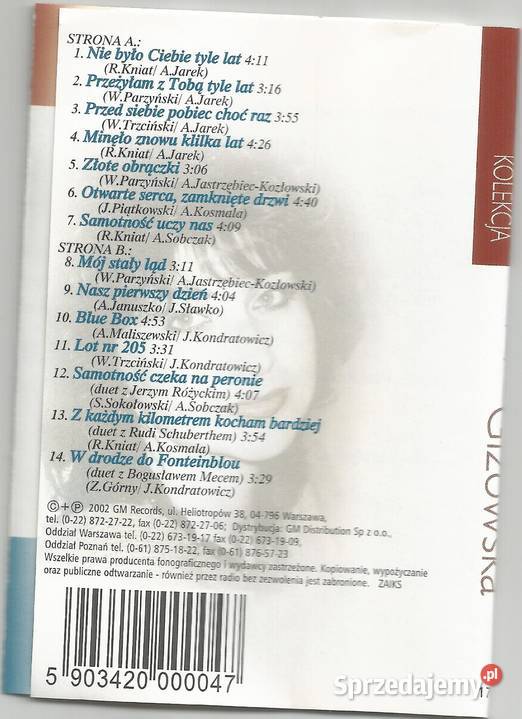 STRONA A.:
1. Nie było Ciebie tyle lat 4:11
(R.Kniat/ A.Jarek)
2. Przeżyłam z Tobą tyle lat 3:16
(W.Parzyński/ A.Jarek)
3. Przed siebie pobiec choć raz 3:55
(W.Trzciński/ A.Jarek)
4. Minęło znowu klilka lat 4:26
(R.Kniat/ A.Jarek)
5. Złote obrączki 3:06
(W.Parzyński/ A.Jastrzębiec-Kozłowski)
6. Otwarte serca, zamknięte drzwi 4:40
(J.Piątkowski/ A.Kosmala)
7. Samotność uczy nas 4:09
(R.Kniat/ A.Sobczak)
STRONA B.:
8. Mój stały ląd 3:11
(W.Parzyński/ A.Jastrzębiec-Kozłowski)
9. Nasz pierwszy dzień 4:04
(A.Januszko/ J.Sławko)
10. Blue Box 4:53
(A.Maliszewski/ J.Kondratowicz)
11. Lot nr 205 3:31
(W.Trzciński/ J.Kondratowicz)
12. Samotność czeka na peronie
(duet z Jerzym Różyckim) 4:07
(S.Sokołowski/ A.Sobczak)
13. Z każdym kilometrem kocham bardziej
(duet z Rudi Schuberthem) 3:54
(R.Kniat/ A.Kosmala)
14. W drodze do Fonteinblou
(duet z Bogusławem Mecem) 3:29
(Z.Górny/ J.Kondratowicz)
©+℗ 2002 GM Records, ul. Heliotropów 38, 04-796 Warszawa,
tel. (0-22) 872-27-22, fax (0-22) 872-27-06; Dystrybucja: GM Distribution Sp z o.o.,
Oddział Warszawa tel. (0-22) 673-19-17 fax (0-22) 673-19-09,
Oddział Poznań tel. (0-61) 875-18-22, fax (0-61) 876-57-23
Wszelkie prawa producenta fonograficznego i wydawcy zastrzeżone. Kopiowanie, wypożyczanie
oraz publiczne odtwarzanie - również przez radio bez zezwolenia jest zabronione. ZAIKS
5 903420 000047
KOLEKCJA
Gizowska
17
Sprzedajemy.pl